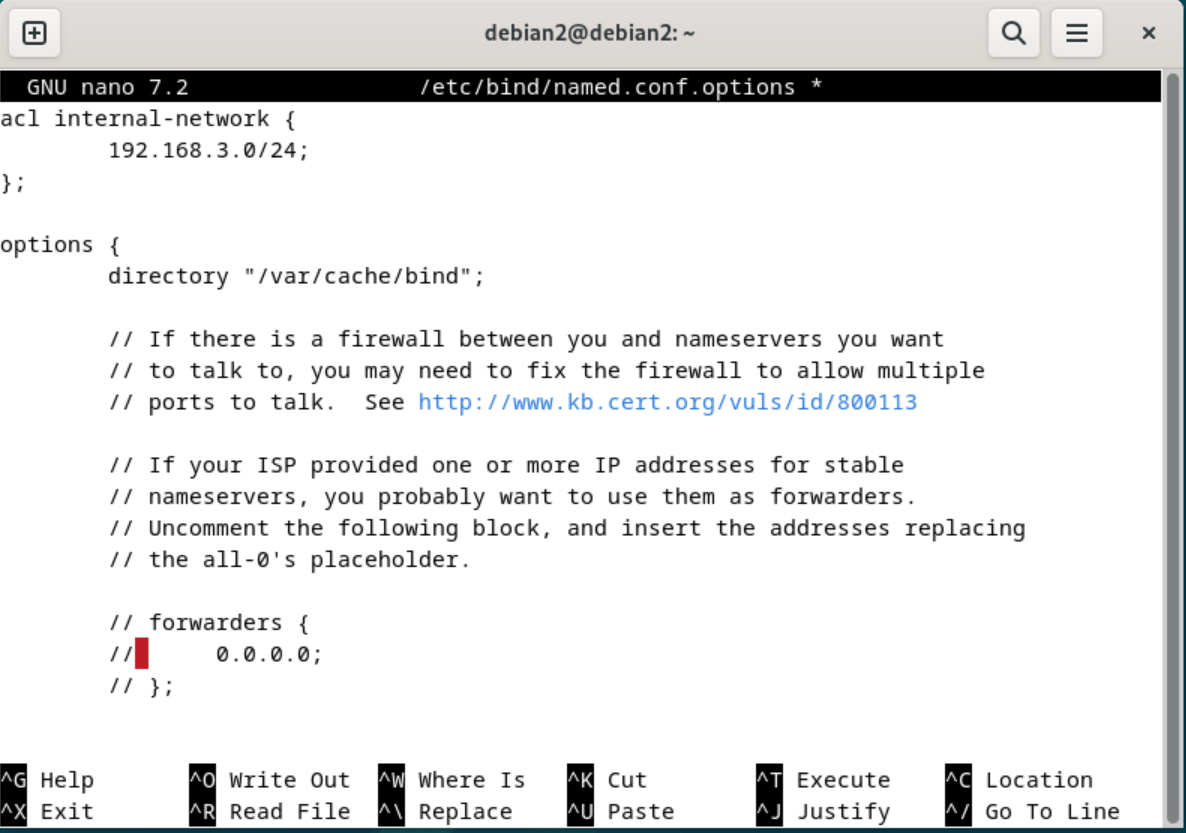 debian2@debian2: ~
GNU nano 7.2 /etc/bind/named.conf.options *
acl internal-network {
192.168.3.0/24;
};
options {
directory "/var/cache/bind";
// If there is a firewall between you and nameservers you want
// to talk to, you may need to fix the firewall to allow multiple
// ports to talk.  See http://www.kb.cert.org/vuls/id/800113
// If your ISP provided one or more IP addresses for stable
// nameservers, you probably want to use them as forwarders.
// Uncomment the following block, and insert the addresses replacing
// the all-0's placeholder.
// forwarders {
//      0.0.0.0;
// };
^G Help ^O Write Out ^W Where Is ^K Cut ^T Execute ^C Location
^X Exit ^R Read File ^\ Replace ^U Paste ^J Justify ^/ Go To Line